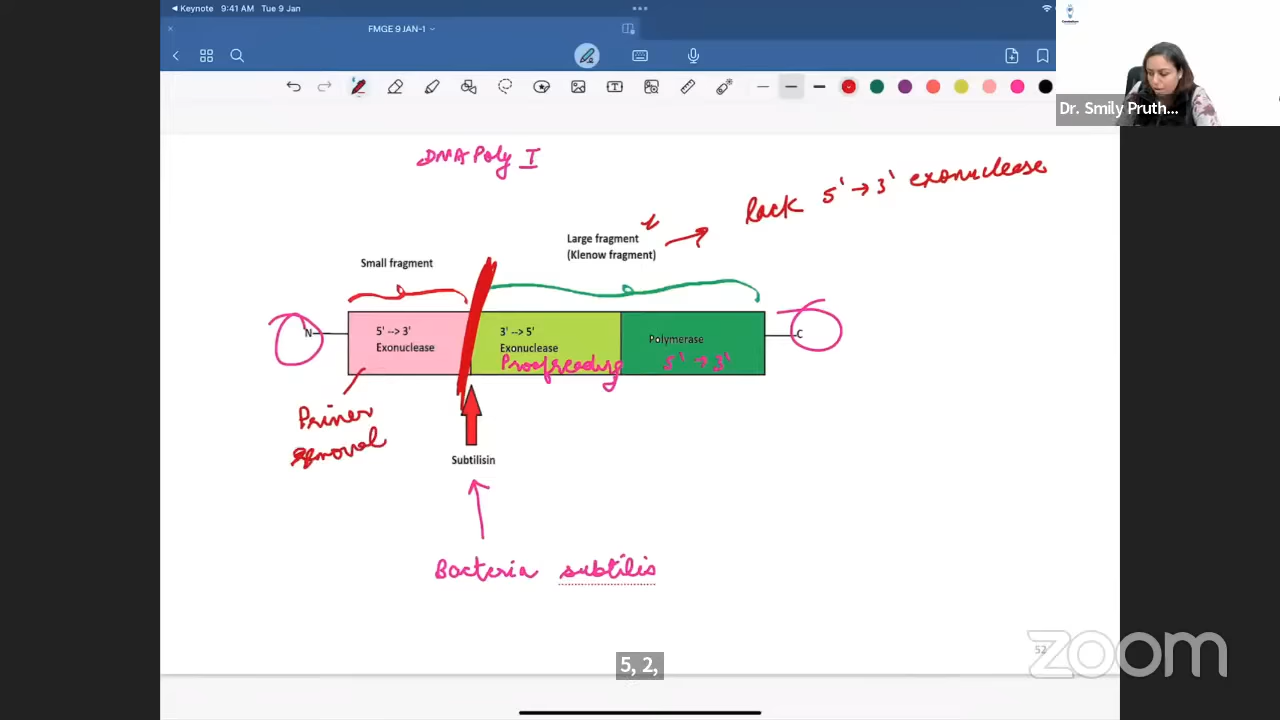 Keynote 9:41 AM Tue 9 Jan
FMGE 9 JAN-1
Dr. Smily Pruth...
DNA Poly I
lack 5' → 3' exonuclease
Large fragment
(Klenow fragment)
Small fragment
N
5' --> 3'
Exonuclease
3' --> 5'
Exonuclease
Proofreading
Polymerase
5' → 3'
C
Primer
removal
Subtilisin
Bacteria subtilis
52
zoom
5, 2,